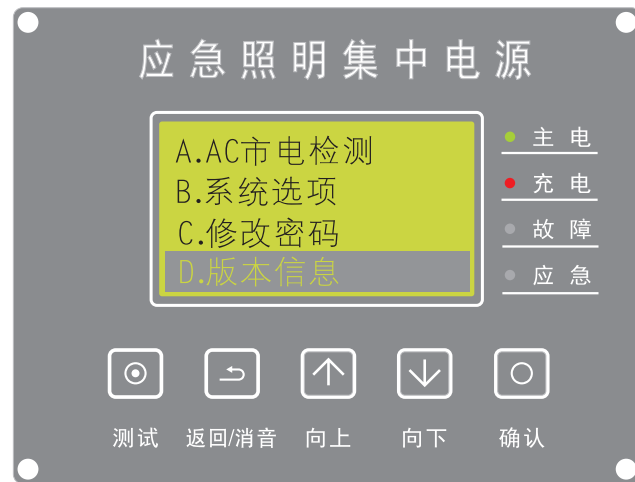 应急照明集中电源
A.AC市电检测
B.系统选项
C.修改密码
D.版本信息
主电
充电
故障
应急
测试
返回/消音
向上
向下
确认